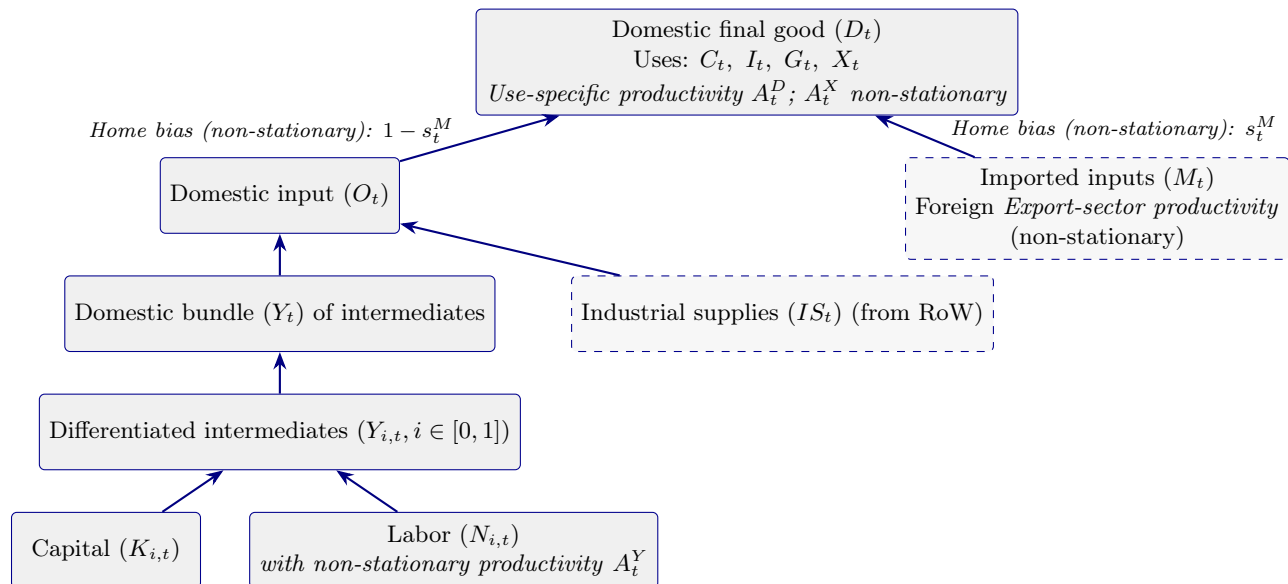 Domestic final good (D_t)
Uses: C_t, I_t, G_t, X_t
Use-specific productivity A_t^D; A_t^X non-stationary
Home bias (non-stationary): 1 − s_t^M
Home bias (non-stationary): s_t^M
Domestic input (O_t)
Imported inputs (M_t)
Foreign Export-sector productivity
(non-stationary)
Domestic bundle (Y_t) of intermediates
Industrial supplies (IS_t) (from RoW)
Differentiated intermediates (Y_{i,t}, i ∈ [0, 1])
Capital (K_{i,t})
Labor (N_{i,t})
with non-stationary productivity A_t^Y